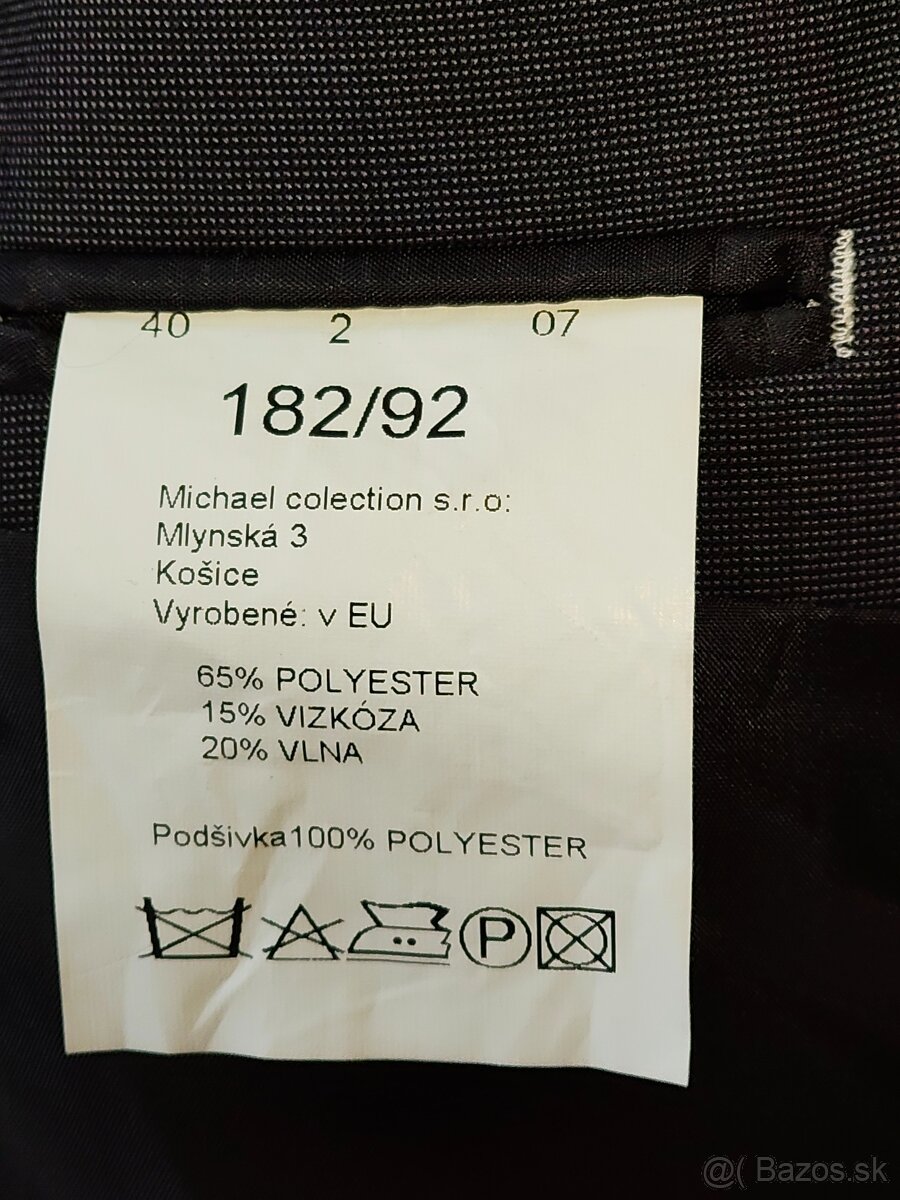 40 2 07
182/92
Michael colection s.r.o:
Mlynská 3
Košice
Vyrobené: v EU
65% POLYESTER
15% VIZKÓZA
20% VLNA
Podšivka100% POLYESTER
P
@( Bazos.sk